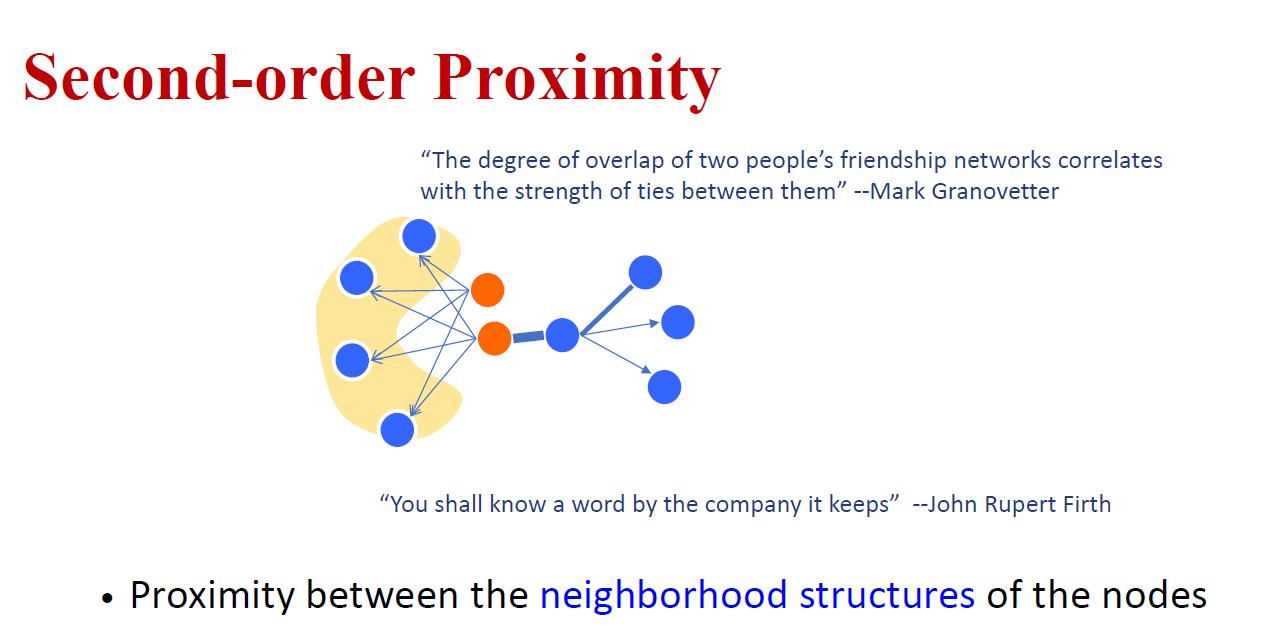 Second-order Proximity
“The degree of overlap of two people’s friendship networks correlates
with the strength of ties between them” --Mark Granovetter
“You shall know a word by the company it keeps”  --John Rupert Firth
• Proximity between the neighborhood structures of the nodes